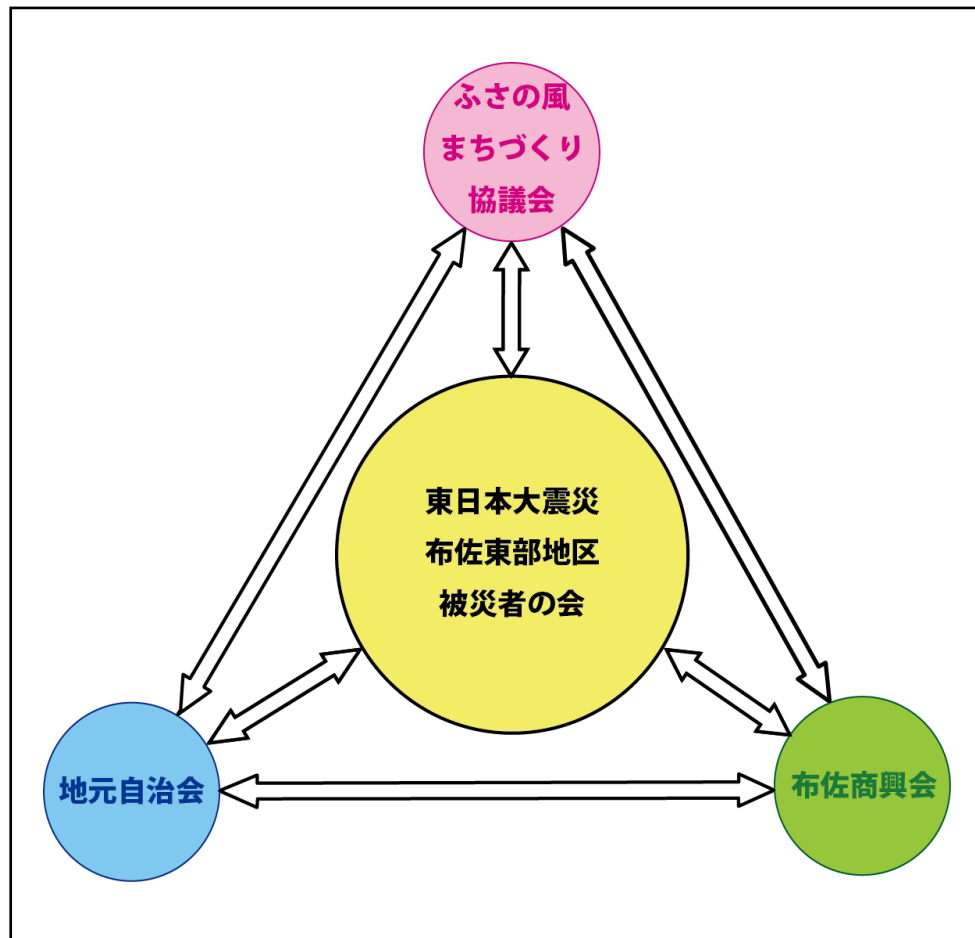 ふさの風
まちづくり
協議会
東日本大震災
布佐東部地区
被災者の会
地元自治会
布佐商興会